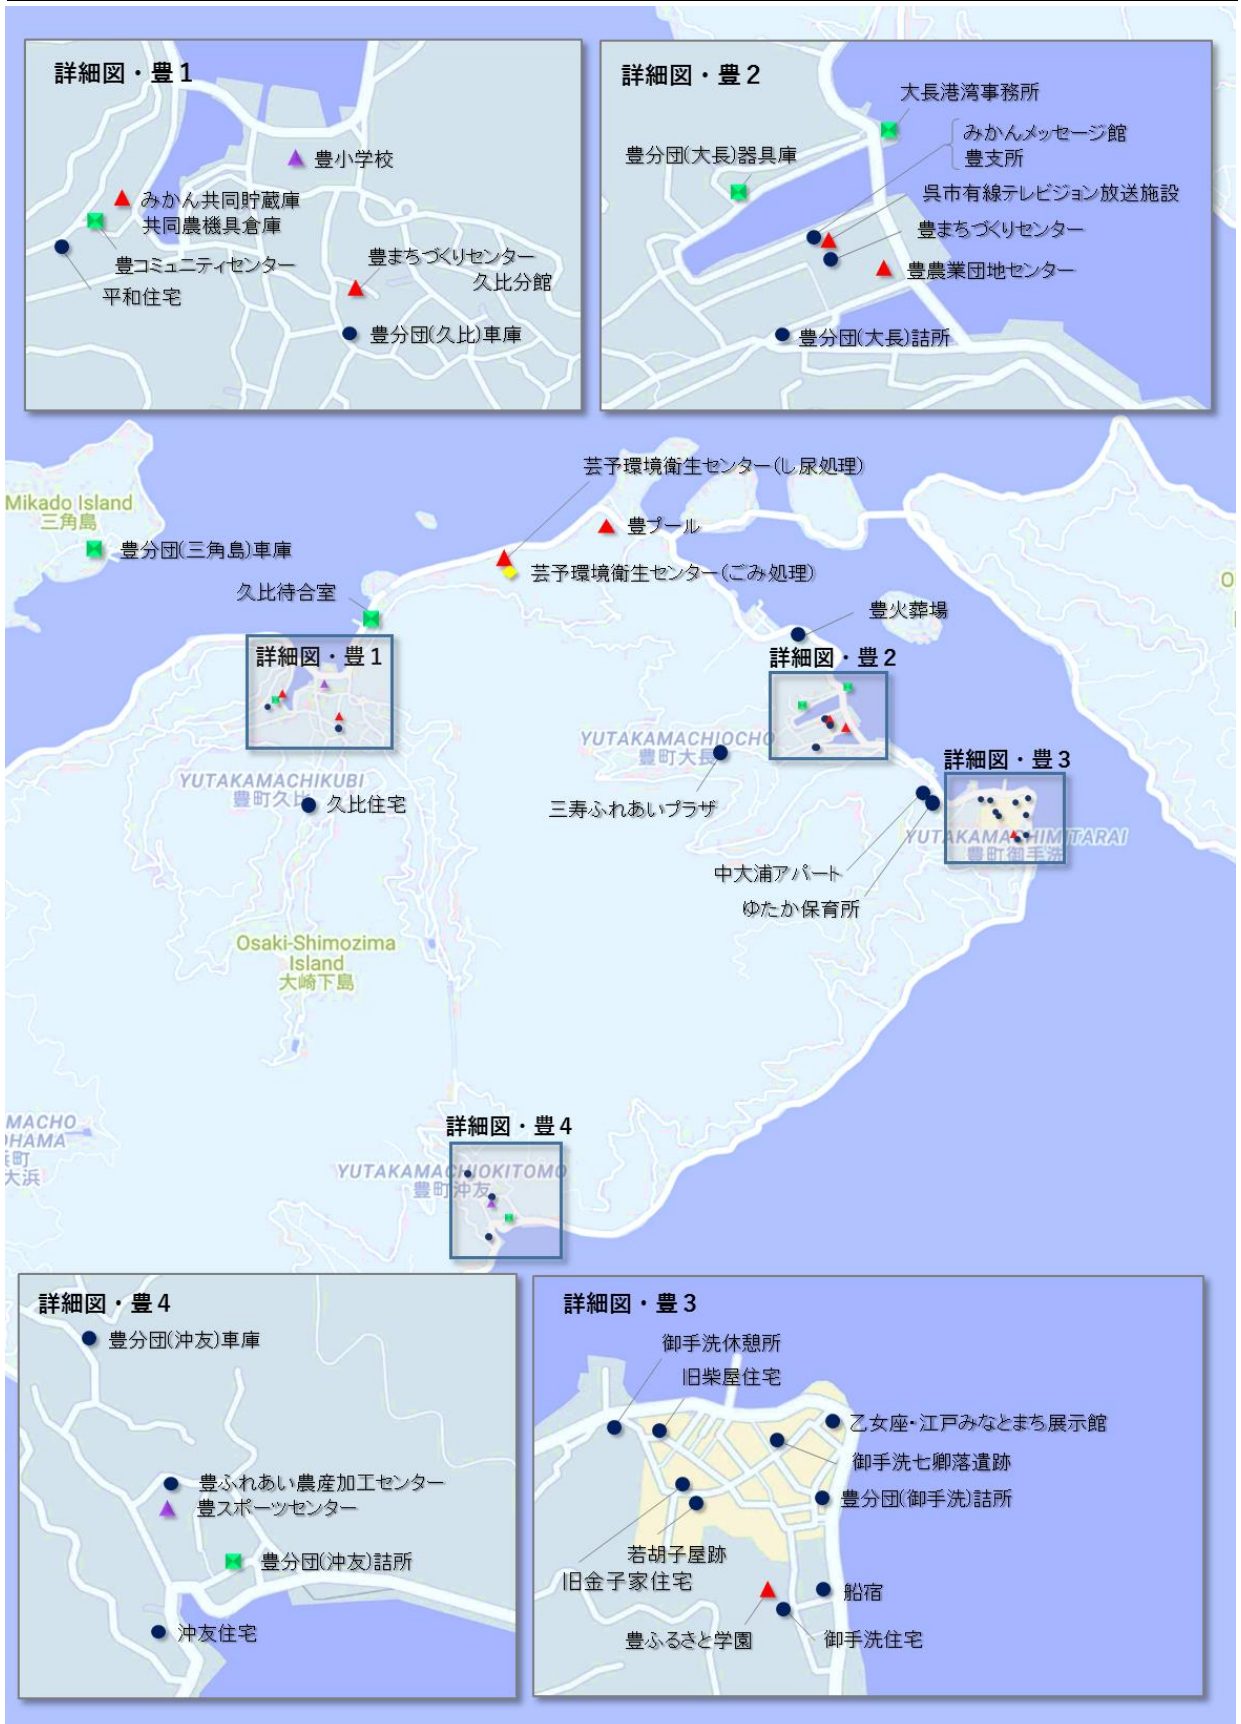 詳細図・豊1
豊小学校
みかん共同貯蔵庫
共同農機具倉庫
豊コミュニティセンター
平和住宅
豊まちづくりセンター
久比分館
豊分団(久比)車庫
詳細図・豊2
大長港湾事務所
みかんメッセージ館
豊支所
豊分団(大長)器具庫
呉市有線テレビジョン放送施設
豊まちづくりセンター
豊農業団地センター
豊分団(大長)詰所
芸予環境衛生センター(し尿処理)
Mikado Island
三角島
豊プール
豊分団(三角島)車庫
芸予環境衛生センター(ごみ処理)
久比待合室
豊火葬場
詳細図・豊1
詳細図・豊2
YUTAKAMACHIOCHO
豊町大長
詳細図・豊3
YUTAKAMACHIKUBI
豊町久比
久比住宅
三寿ふれあいプラザ
YUTAKAMACHIMITARAI
豊町御手洗
中大浦アパート
ゆたか保育所
Osaki-Shimozima
Island
大崎下島
MACHO
OHAMA
大浜
詳細図・豊4
YUTAKAMACHIOKITOMO
豊町沖友
詳細図・豊4
豊分団(沖友)車庫
豊ふれあい農産加工センター
豊スポーツセンター
豊分団(沖友)詰所
沖友住宅
詳細図・豊3
御手洗休憩所
旧柴屋住宅
乙女座・江戸みなとまち展示館
御手洗七卿落遺跡
豊分団(御手洗)詰所
若胡子屋跡
旧金子家住宅
船宿
豊ふるさと学園
御手洗住宅